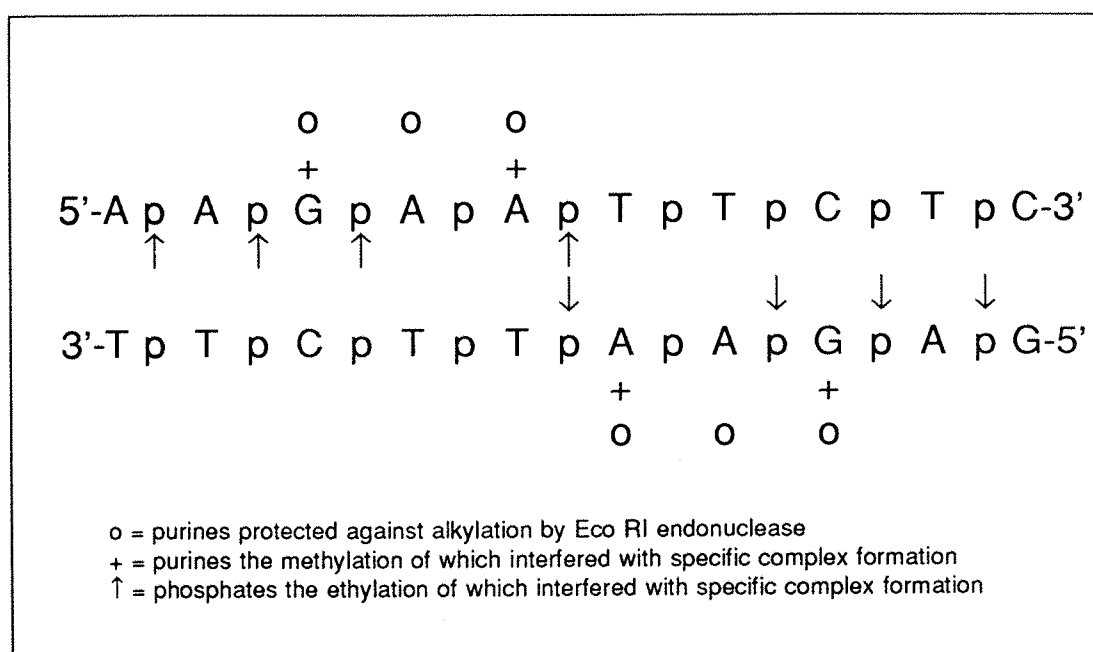 o o o
+ +
5'-A p A p G p A p A p T p T p C p T p C-3'
↑ ↑ ↑ ↑
↓ ↓ ↓ ↓
3'-T p T p C p T p T p A p A p G p A p G-5'
+ +
o o o
o = purines protected against alkylation by Eco RI endonuclease
+ = purines the methylation of which interfered with specific complex formation
↑ = phosphates the ethylation of which interfered with specific complex formation